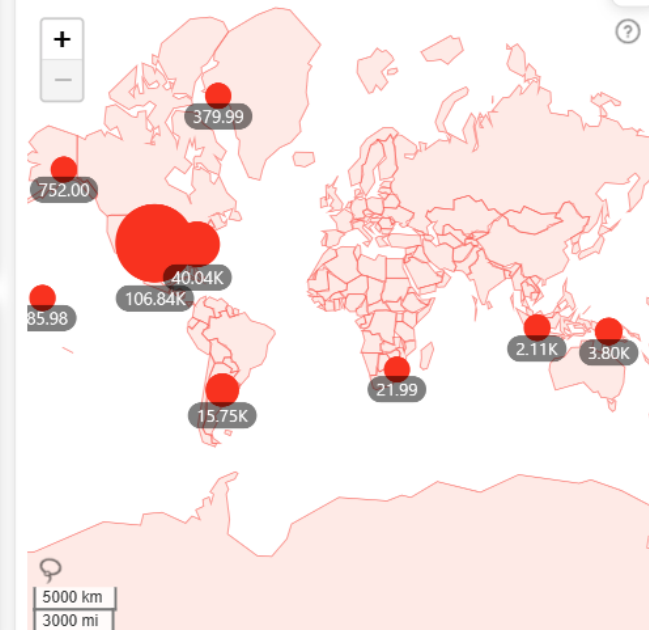 +
−
?
379.99
752.00
40.04K
106.84K
85.98
2.11K
3.80K
21.99
15.75K
5000 km
3000 mi